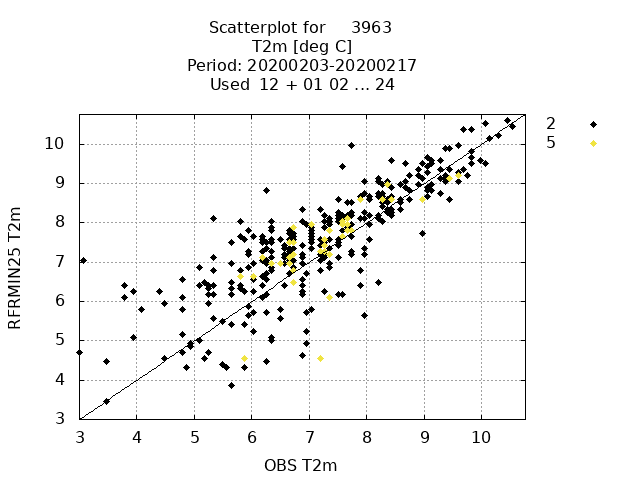 Scatterplot for 3963
T2m [deg C]
Period: 20200203-20200217
Used 12 + 01 02 ... 24
2
5
RFRMIN25 T2m
10
9
8
7
6
5
4
3
3 4 5 6 7 8 9 10
OBS T2m